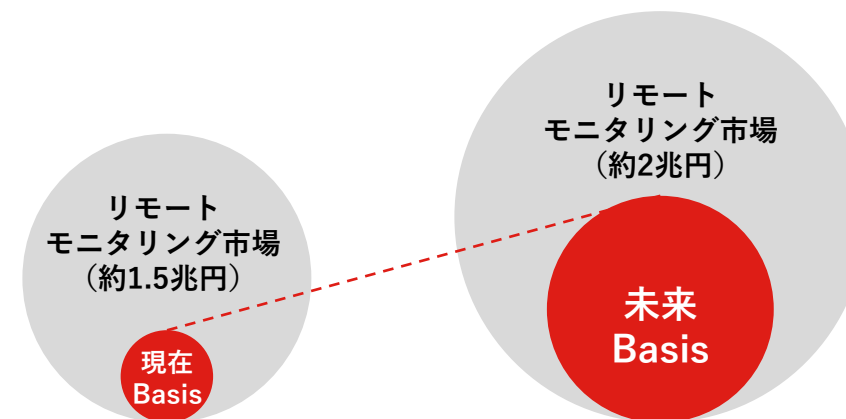 リモート
モニタリング市場
（約1.5兆円）
現在
Basis
リモート
モニタリング市場
（約2兆円）
未来
Basis